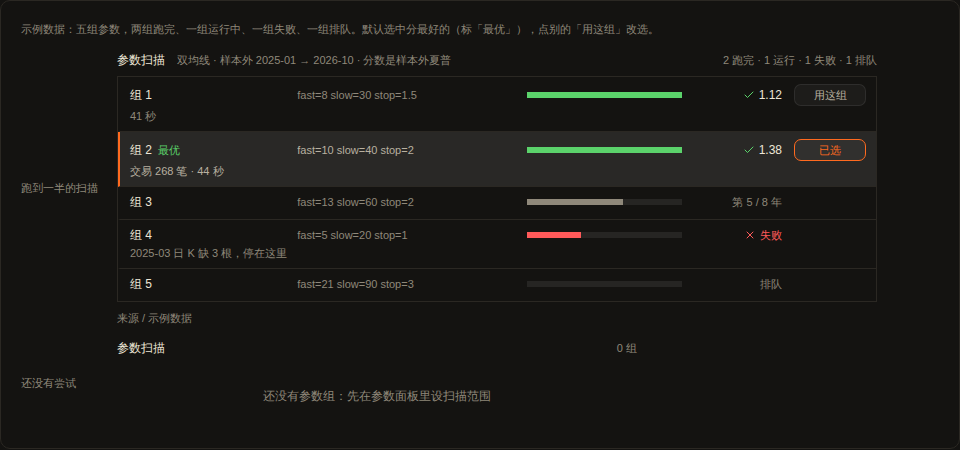 示例数据：五组参数，两组跑完、一组运行中、一组失败、一组排队。默认选中分最好的（标「最优」），点别的「用这组」改选。
参数扫描 双均线 · 样本外 2025-01 → 2026-10 · 分数是样本外夏普 2 跑完 · 1 运行 · 1 失败 · 1 排队
组 1 fast=8 slow=30 stop=1.5 1.12 用这组
41 秒
组 2 最优 fast=10 slow=40 stop=2 1.38 已选
交易 268 笔 · 44 秒
跑到一半的扫描
组 3 fast=13 slow=60 stop=2 第 5 / 8 年
组 4 fast=5 slow=20 stop=1 失败
2025-03 日 K 缺 3 根，停在这里
组 5 fast=21 slow=90 stop=3 排队
来源 / 示例数据
参数扫描 0 组
还没有尝试
还没有参数组：先在参数面板里设扫描范围